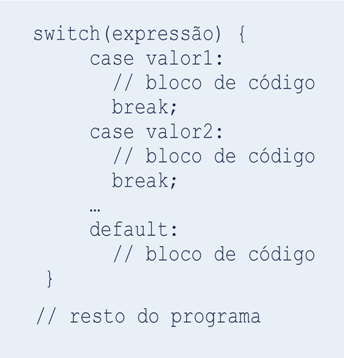 switch(expressão) {
case valor1:
// bloco de código
break;
case valor2:
// bloco de código
break;
…
default:
// bloco de código
}
// resto do programa